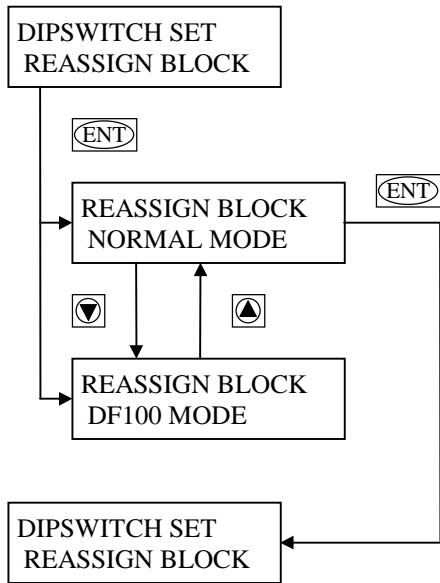 DIPSWITCH SET
REASSIGN BLOCK
ENT
ENT
REASSIGN BLOCK
NORMAL MODE
REASSIGN BLOCK
DF100 MODE
DIPSWITCH SET
REASSIGN BLOCK